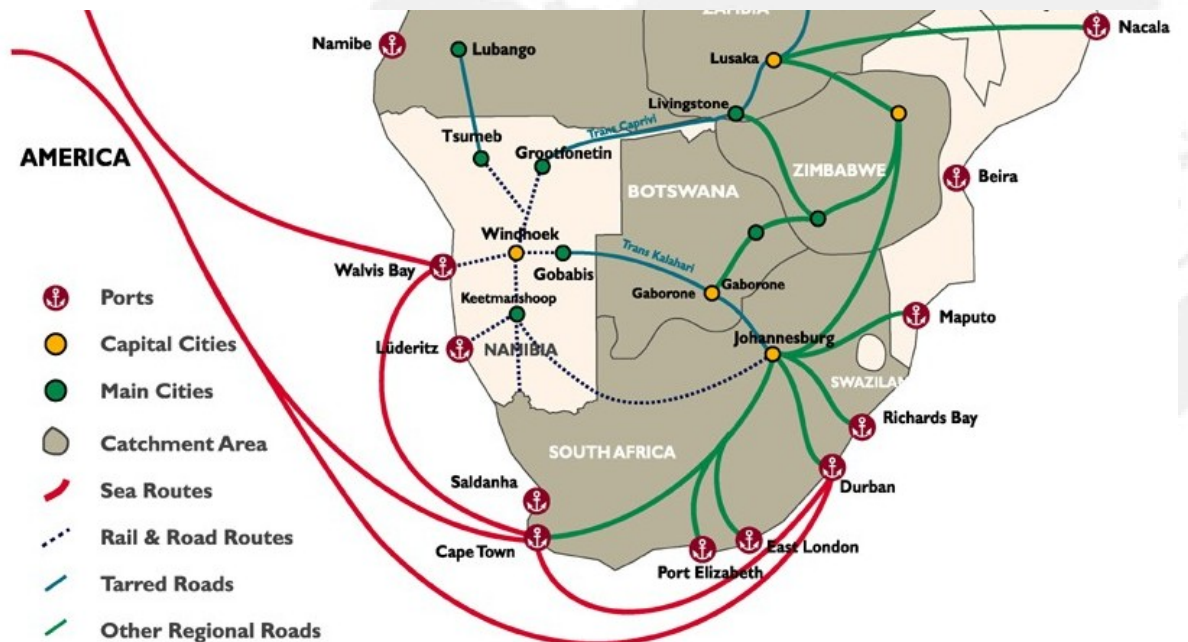 ZAMBIA
Namibe
Lubango
Lusaka
Nacala
Livingstone
Trans Caprivi
Tsumeb
Grootfonetin
AMERICA
BOTSWANA
ZIMBABWE
Beira
Windhoek
Walvis Bay
Gobabis
Trans Kalahari
Gaborone
Gaborone
Keetmanshoop
Lüderitz
NAMIBIA
Johannesburg
Maputo
SWAZILAN
Richards Bay
SOUTH AFRICA
Saldanha
Durban
Cape Town
East London
Port Elizabeth
Ports
Capital Cities
Main Cities
Catchment Area
Sea Routes
Rail & Road Routes
Tarred Roads
Other Regional Roads